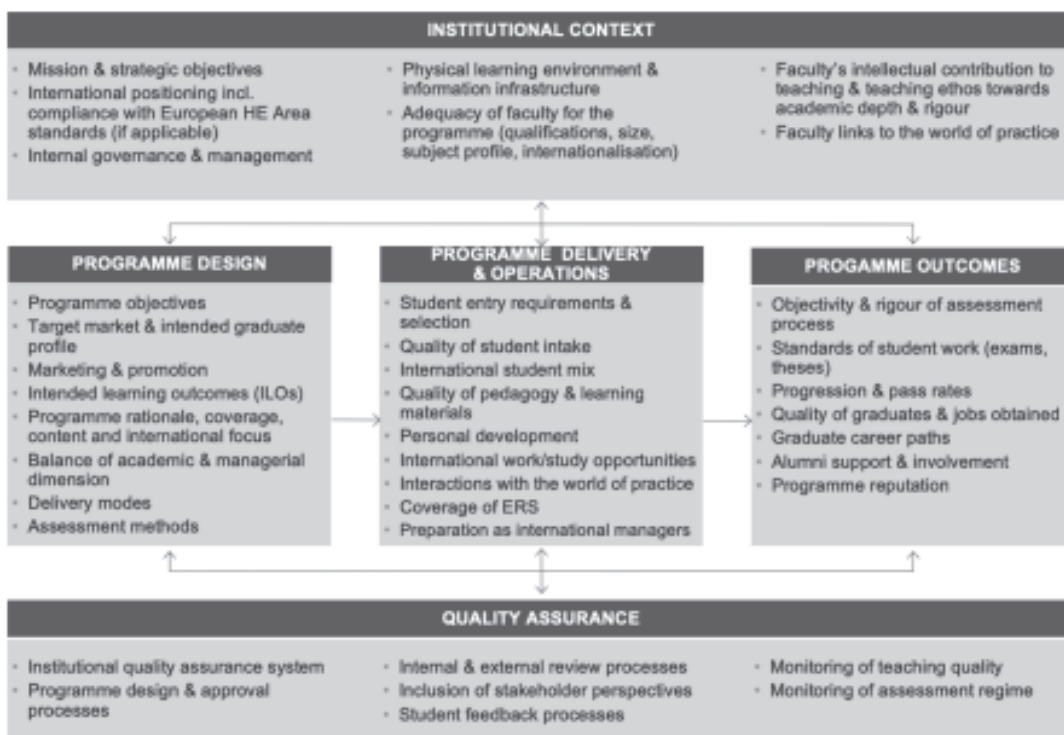 INSTITUTIONAL CONTEXT
• Mission & strategic objectives
• International positioning incl.
compliance with European HE Area
standards (if applicable)
• Internal governance & management
• Physical learning environment &
information infrastructure
• Adequacy of faculty for the
programme (qualifications, size,
subject profile, internationalisation)
• Faculty's intellectual contribution to
teaching & teaching ethos towards
academic depth & rigour
• Faculty links to the world of practice
PROGRAMME DESIGN
• Programme objectives
• Target market & intended graduate
profile
• Marketing & promotion
• Intended learning outcomes (ILOs)
• Programme rationale, coverage,
content and international focus
• Balance of academic & managerial
dimension
• Delivery modes
• Assessment methods
PROGRAMME DELIVERY
& OPERATIONS
• Student entry requirements &
selection
• Quality of student intake
• International student mix
• Quality of pedagogy & learning
materials
• Personal development
• International work/study opportunities
• Interactions with the world of practice
• Coverage of ERS
• Preparation as international managers
PROGAMME OUTCOMES
• Objectivity & rigour of assessment
process
• Standards of student work (exams,
theses)
• Progression & pass rates
• Quality of graduates & jobs obtained
• Graduate career paths
• Alumni support & involvement
• Programme reputation
QUALITY ASSURANCE
• Institutional quality assurance system
• Programme design & approval
processes
• Internal & external review processes
• Inclusion of stakeholder perspectives
• Student feedback processes
• Monitoring of teaching quality
• Monitoring of assessment regime